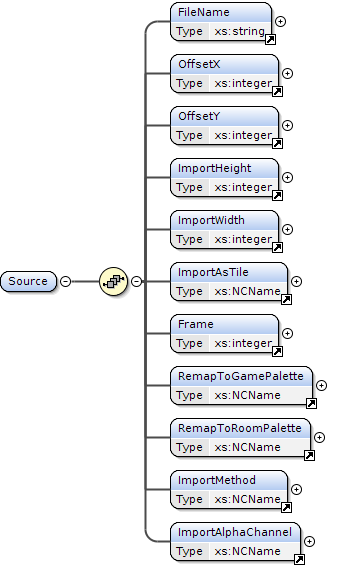 FileName
Type xs:string
OffsetX
Type xs:integer
OffsetY
Type xs:integer
ImportHeight
Type xs:integer
ImportWidth
Type xs:integer
Source
ImportAsTile
Type xs:NCName
Frame
Type xs:integer
RemapToGamePalette
Type xs:NCName
RemapToRoomPalette
Type xs:NCName
ImportMethod
Type xs:NCName
ImportAlphaChannel
Type xs:NCName